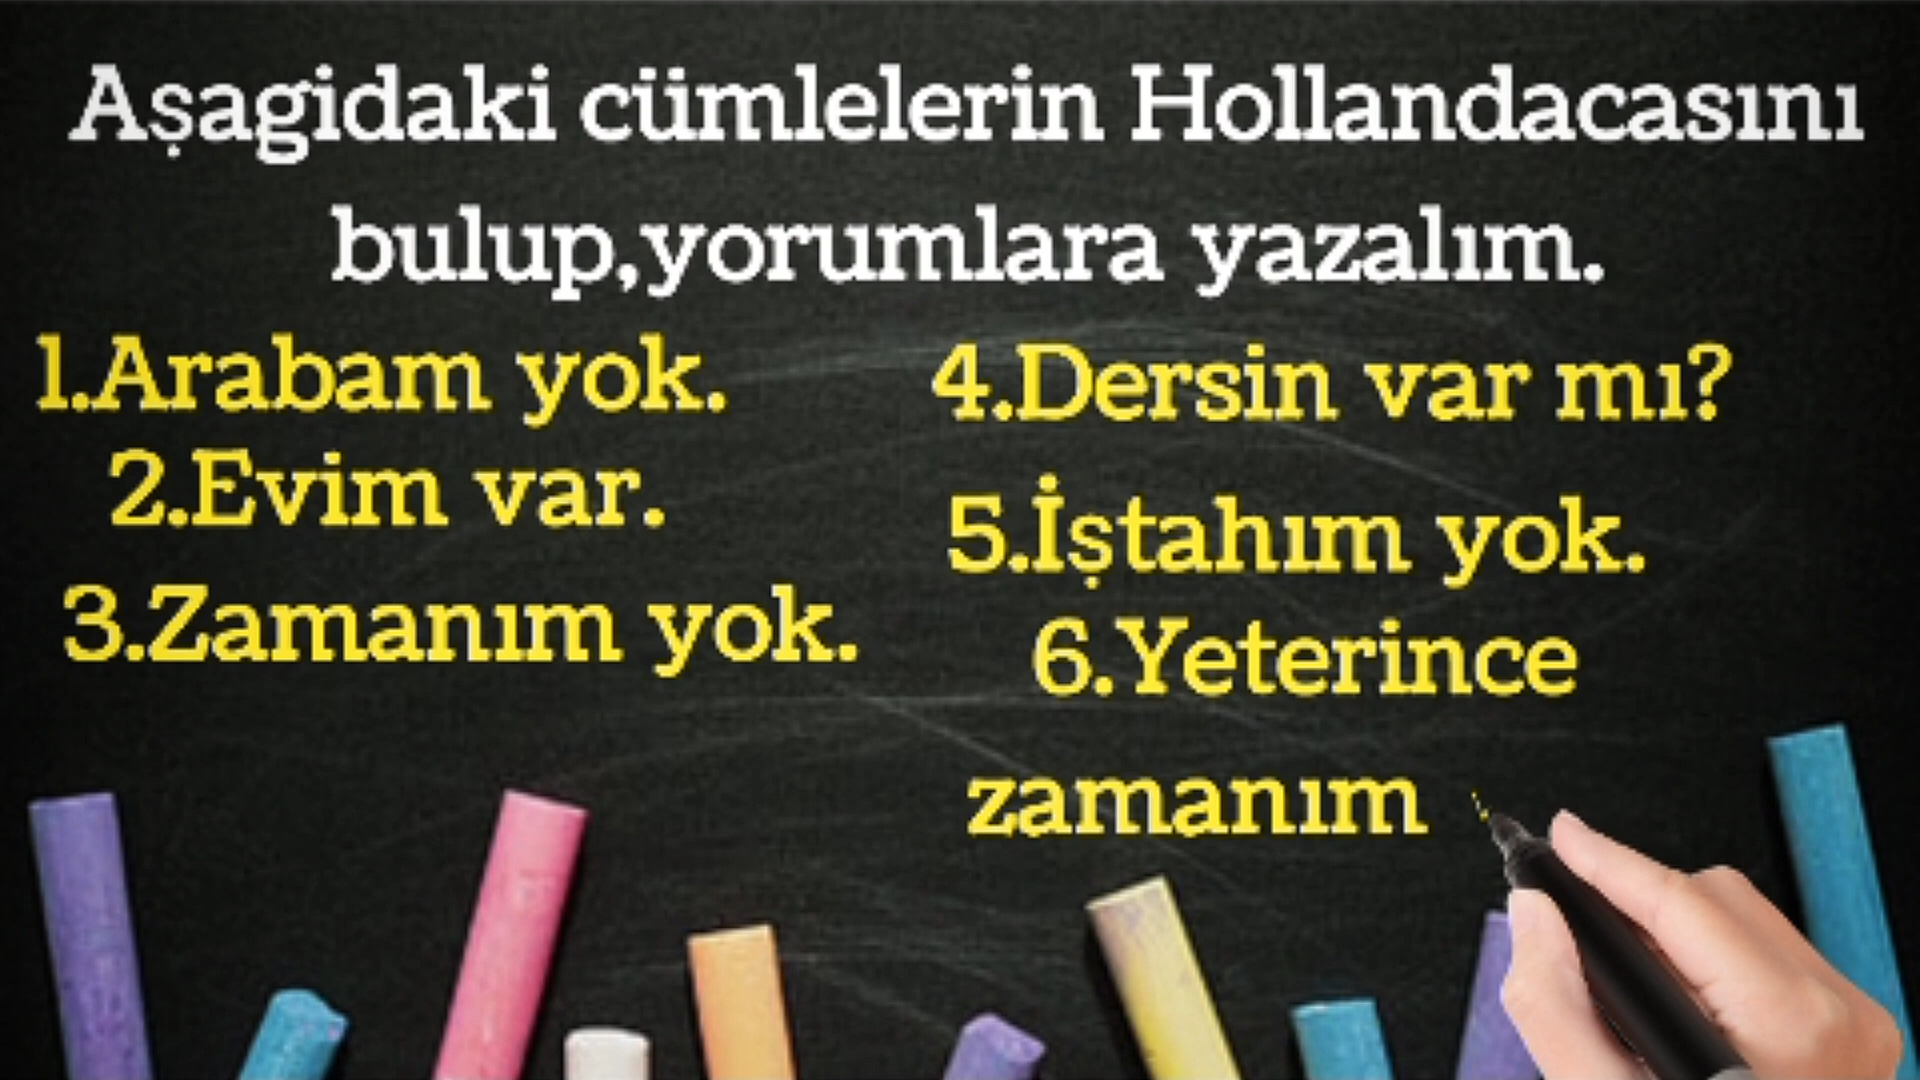 Aşagidaki cümlelerin Hollandacasını
bulup,yorumlara yazalım.
1.Arabam yok.
2.Evim var.
3.Zamanım yok.
4.Dersin var mı?
5.İştahım yok.
6.Yeterince
zamanım